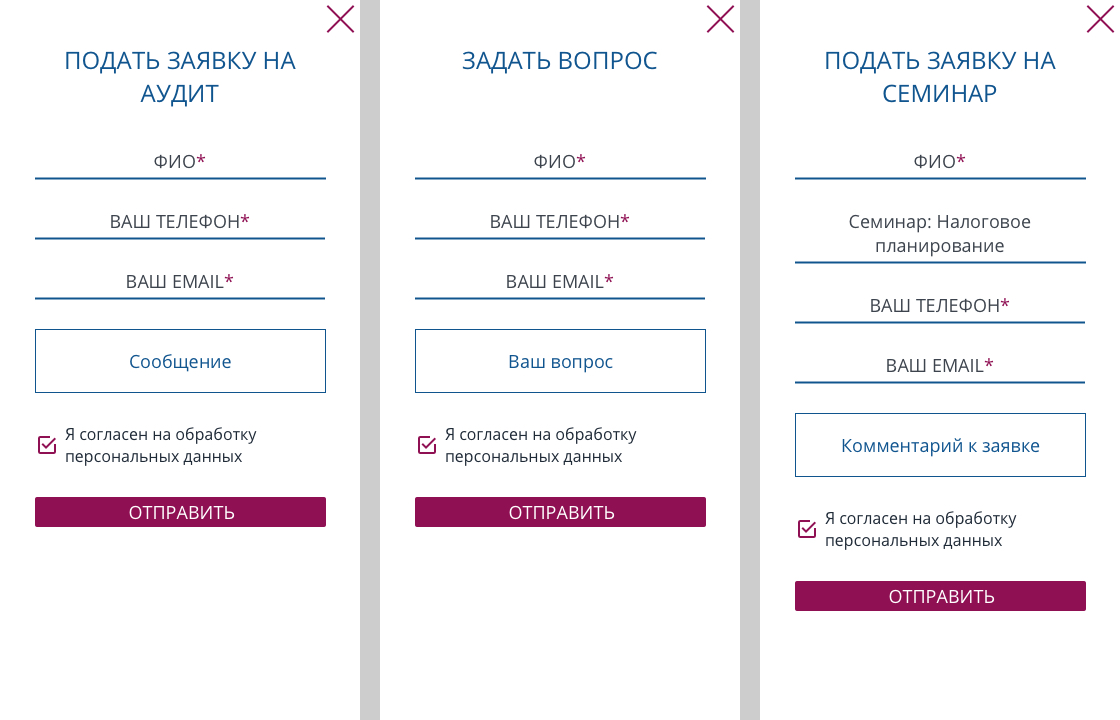 ПОДАТЬ ЗАЯВКУ НА
АУДИТ
ФИО*
ВАШ ТЕЛЕФОН*
ВАШ EMAIL*
Сообщение
Я согласен на обработку
персональных данных
ОТПРАВИТЬ
ЗАДАТЬ ВОПРОС
ФИО*
ВАШ ТЕЛЕФОН*
ВАШ EMAIL*
Ваш вопрос
Я согласен на обработку
персональных данных
ОТПРАВИТЬ
ПОДАТЬ ЗАЯВКУ НА
СЕМИНАР
ФИО*
Семинар: Налоговое
планирование
ВАШ ТЕЛЕФОН*
ВАШ EMAIL*
Комментарий к заявке
Я согласен на обработку
персональных данных
ОТПРАВИТЬ